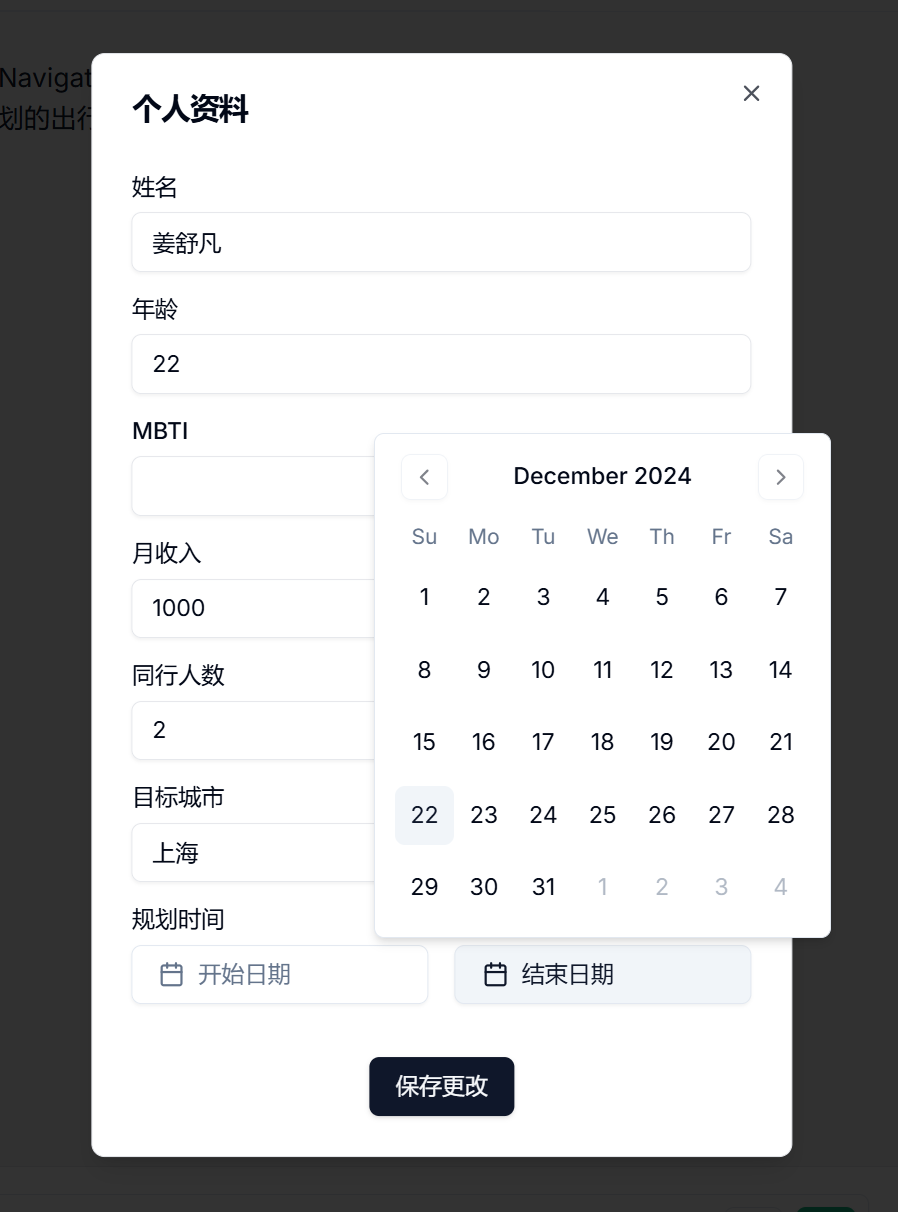 Navigat
划的出行
个人资料
姓名
姜舒凡
年龄
22
MBTI
月收入
1000
同行人数
2
目标城市
上海
规划时间
开始日期
结束日期
December 2024
Su Mo Tu We Th Fr Sa
1 2 3 4 5 6 7
8 9 10 11 12 13 14
15 16 17 18 19 20 21
22 23 24 25 26 27 28
29 30 31 1 2 3 4
保存更改